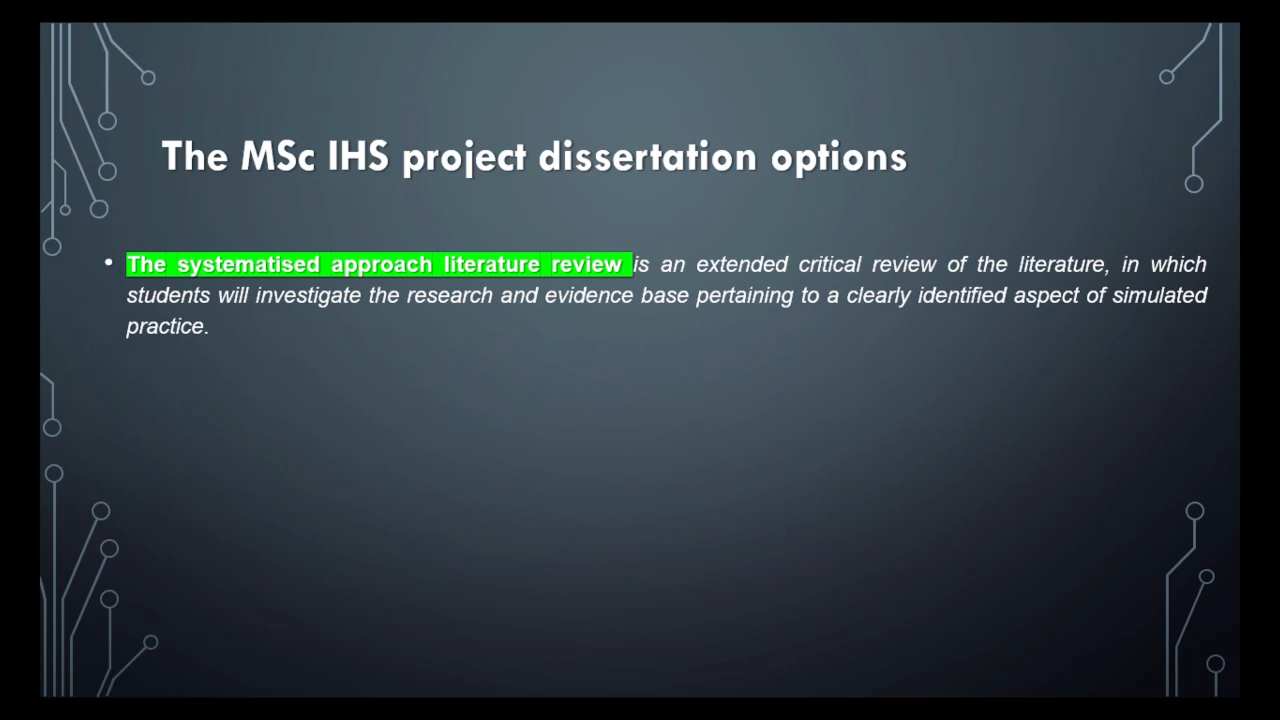 The MSc IHS project dissertation options
• The systematised approach literature review is an extended critical review of the literature, in which
students will investigate the research and evidence base pertaining to a clearly identified aspect of simulated
practice.